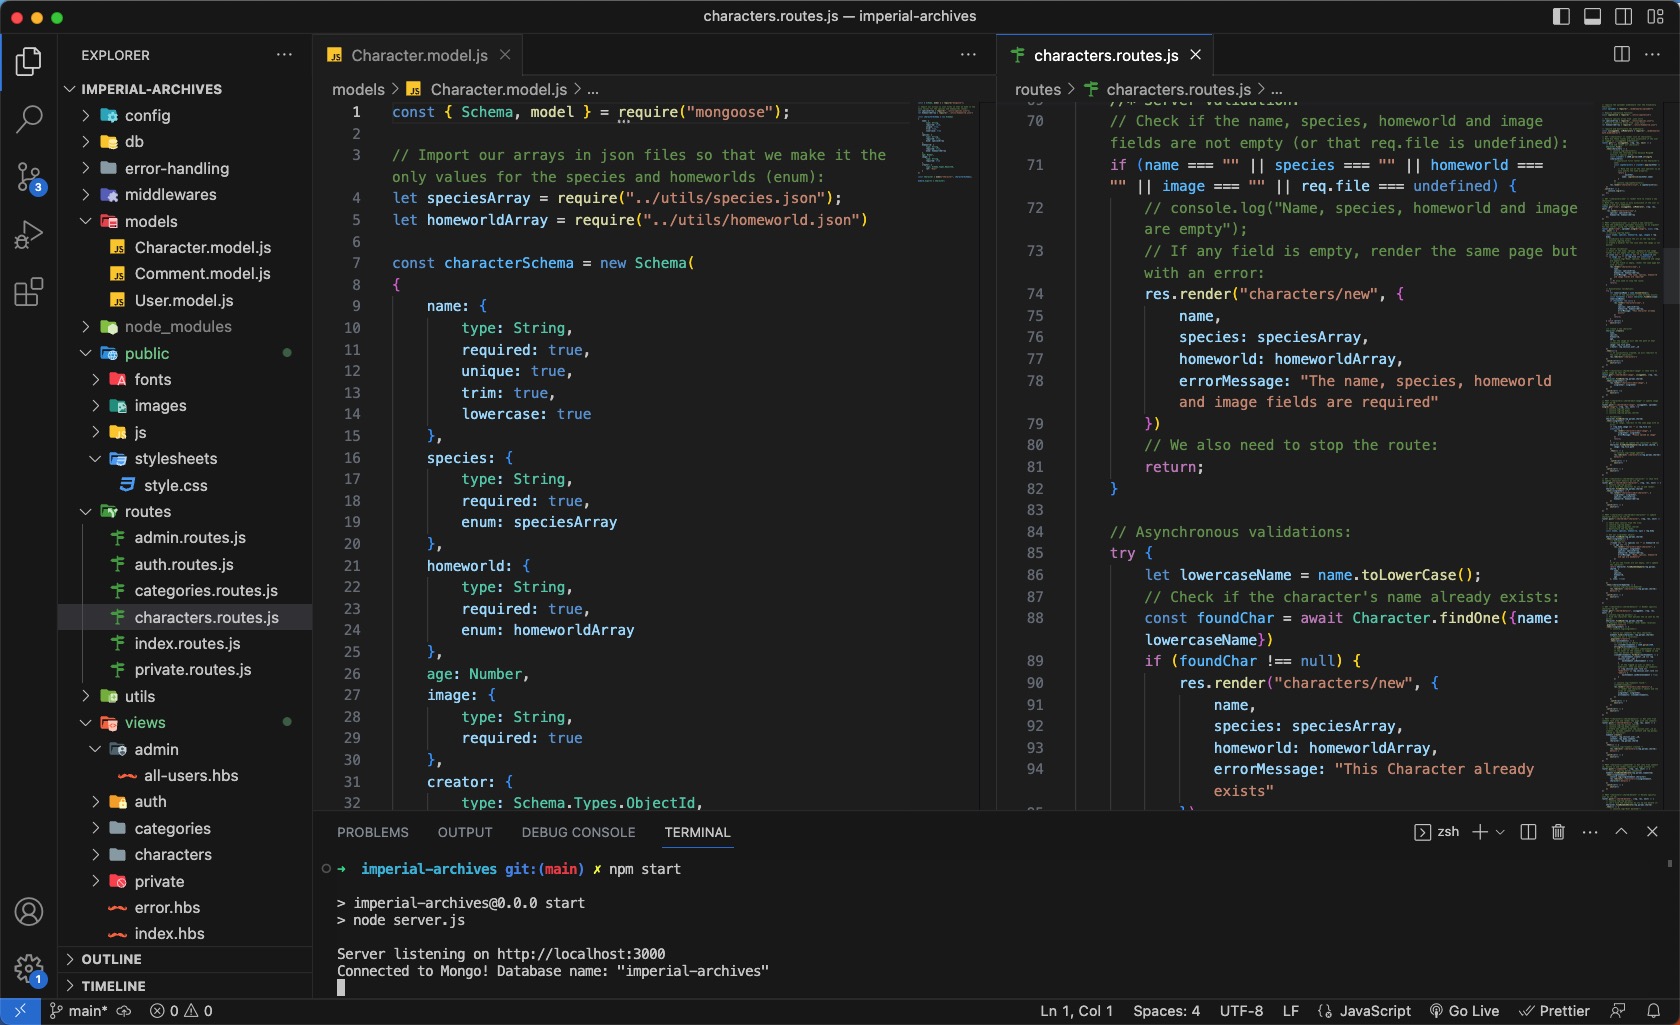 characters.routes.js — imperial-archives
EXPLORER
IMPERIAL-ARCHIVES
config
db
error-handling
middlewares
models
Character.model.js
Comment.model.js
User.model.js
node_modules
public
fonts
images
js
stylesheets
style.css
routes
admin.routes.js
auth.routes.js
categories.routes.js
characters.routes.js
index.routes.js
private.routes.js
utils
views
admin
all-users.hbs
auth
categories
characters
private
error.hbs
index.hbs
OUTLINE
TIMELINE
3
1
Character.model.js
models > Character.model.js > ...
1 const { Schema, model } = require("mongoose");
2
3 // Import our arrays in json files so that we make it the
only values for the species and homeworlds (enum):
4 let speciesArray = require("../utils/species.json");
5 let homeworldArray = require("../utils/homeworld.json")
6
7 const characterSchema = new Schema(
8 {
9 name: {
10 type: String,
11 required: true,
12 unique: true,
13 trim: true,
14 lowercase: true
15 },
16 species: {
17 type: String,
18 required: true,
19 enum: speciesArray
20 },
21 homeworld: {
22 type: String,
23 required: true,
24 enum: homeworldArray
25 },
26 age: Number,
27 image: {
28 type: String,
29 required: true
30 },
31 creator: {
32 type: Schema.Types.ObjectId,
characters.routes.js
routes > characters.routes.js > ...
70 // Check if the name, species, homeworld and image
fields are not empty (or that req.file is undefined):
71 if (name === "" || species === "" || homeworld ===
"" || image === "" || req.file === undefined) {
72 // console.log("Name, species, homeworld and image
are empty");
73 // If any field is empty, render the same page but
with an error:
74 res.render("characters/new", {
75 name,
76 species: speciesArray,
77 homeworld: homeworldArray,
78 errorMessage: "The name, species, homeworld
and image fields are required"
79 })
80 // We also need to stop the route:
81 return;
82 }
83
84 // Asynchronous validations:
85 try {
86 let lowercaseName = name.toLowerCase();
87 // Check if the character's name already exists:
88 const foundChar = await Character.findOne({name:
lowercaseName})
89 if (foundChar !== null) {
90 res.render("characters/new", {
91 name,
92 species: speciesArray,
93 homeworld: homeworldArray,
94 errorMessage: "This Character already
exists"
PROBLEMS OUTPUT DEBUG CONSOLE TERMINAL
zsh
➜ imperial-archives git:(main) ✗ npm start
> imperial-archives@0.0.0 start
> node server.js
Server listening on http://localhost:3000
Connected to Mongo! Database name: "imperial-archives"
main* 0 0
Ln 1, Col 1 Spaces: 4 UTF-8 LF {} JavaScript Go Live Prettier